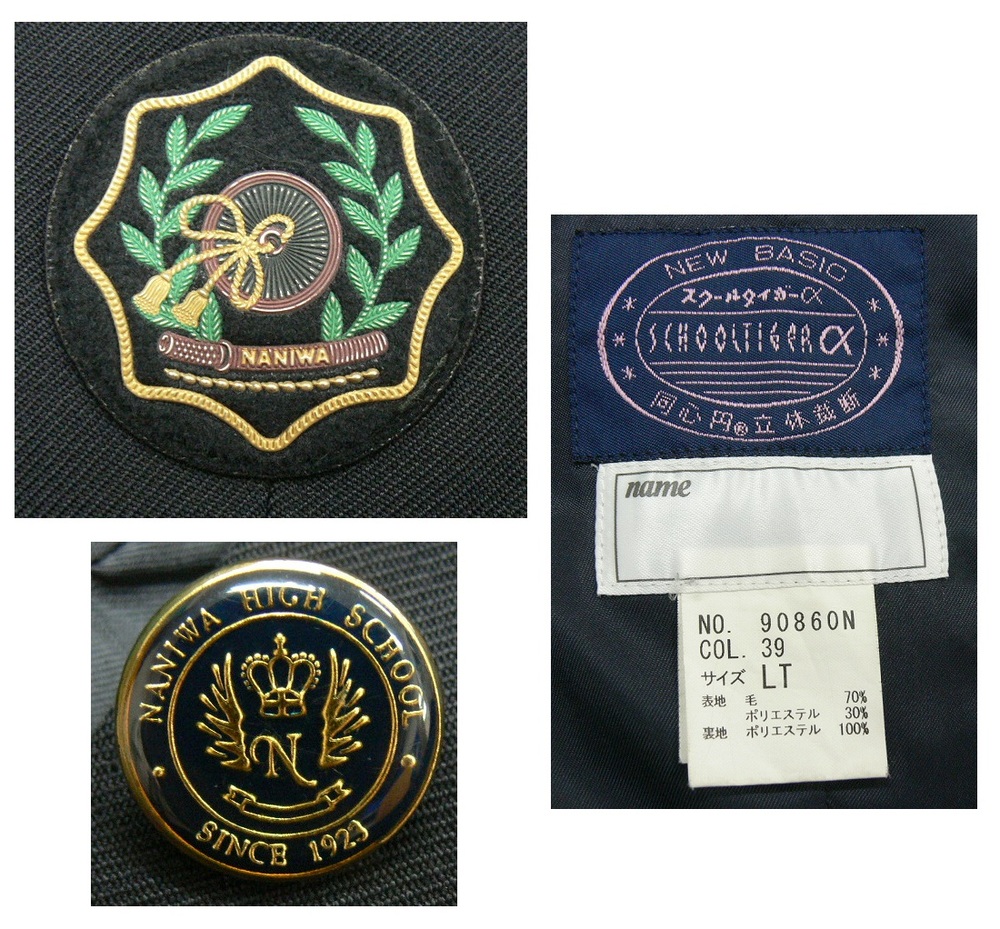 NANIWA
NANIWA HIGH SCHOOL
N
SINCE 1923
NEW BASIC
スクールタイガーα
SCHOOLTIGER α
同心円®立体裁断
name
NO. 90860N
COL. 39
サイズ LT
表地 毛 70%
ポリエステル 30%
裏地 ポリエステル 100%